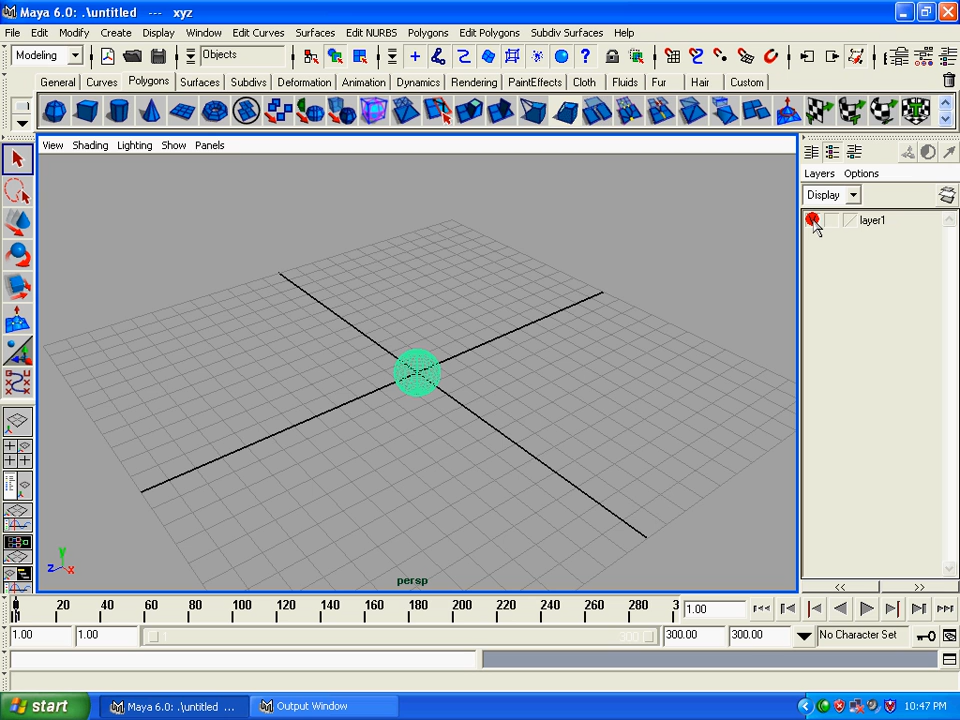 Maya 6.0: .\untitled --- xyz
File Edit Modify Create Display Window Edit Curves Surfaces Edit NURBS Polygons Edit Polygons Subdiv Surfaces Help
Modeling Objects
General Curves Polygons Surfaces Subdivs Deformation Animation Dynamics Rendering PaintEffects Cloth Fluids Fur Hair Custom
View Shading Lighting Show Panels
Layers Options
Display
layer1
y
z x
persp
20 40 60 80 100 120 140 160 180 200 220 240 260 280 3 1.00
1.00 1.00 1 300 300.00 300.00 No Character Set
start Maya 6.0: .\untitled ... Output Window 10:47 PM